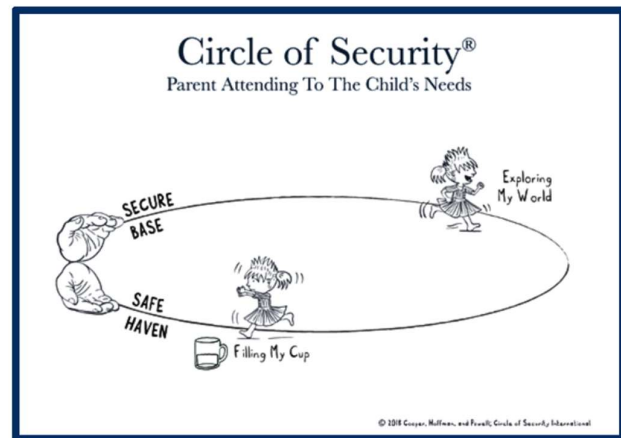 Circle of Security®
Parent Attending To The Child's Needs
Exploring
My World
SECURE
BASE
SAFE
HAVEN
Filling My Cup
© 2018 Cooper, Hoffman, and Powell; Circle of Security International